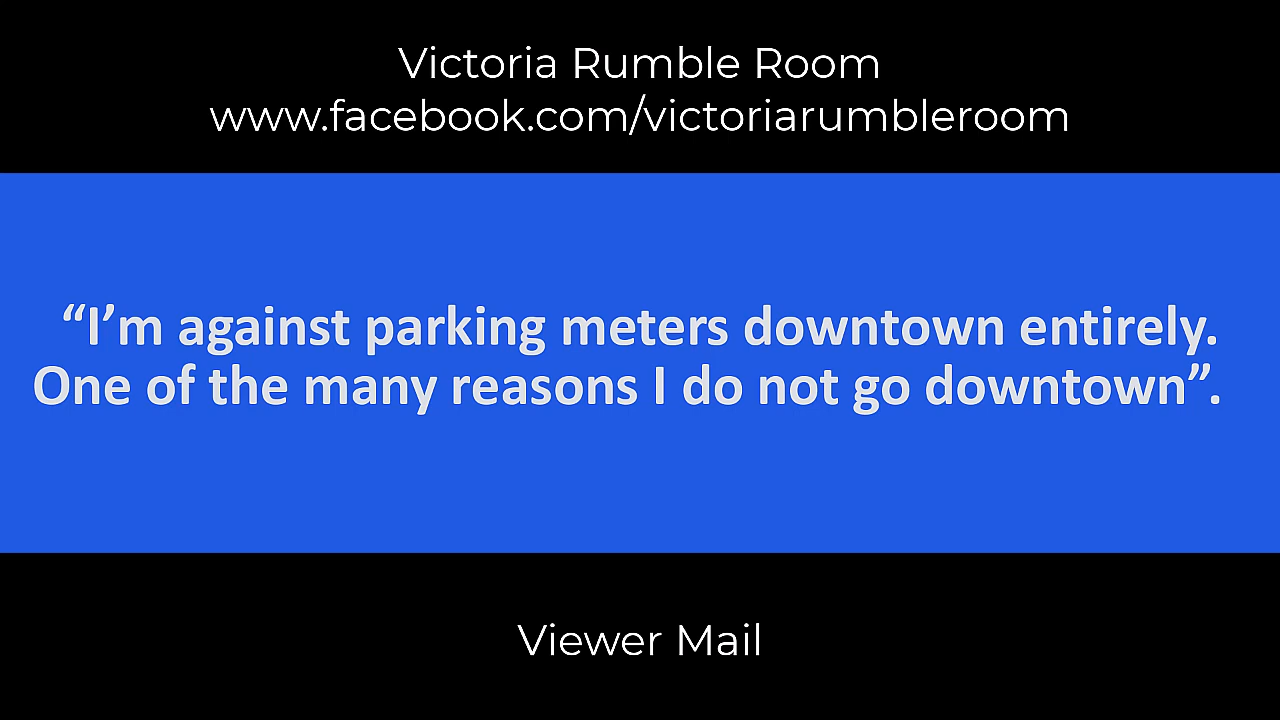 Victoria Rumble Room
www.facebook.com/victoriarumbleroom
“I’m against parking meters downtown entirely.
One of the many reasons I do not go downtown”.
Viewer Mail